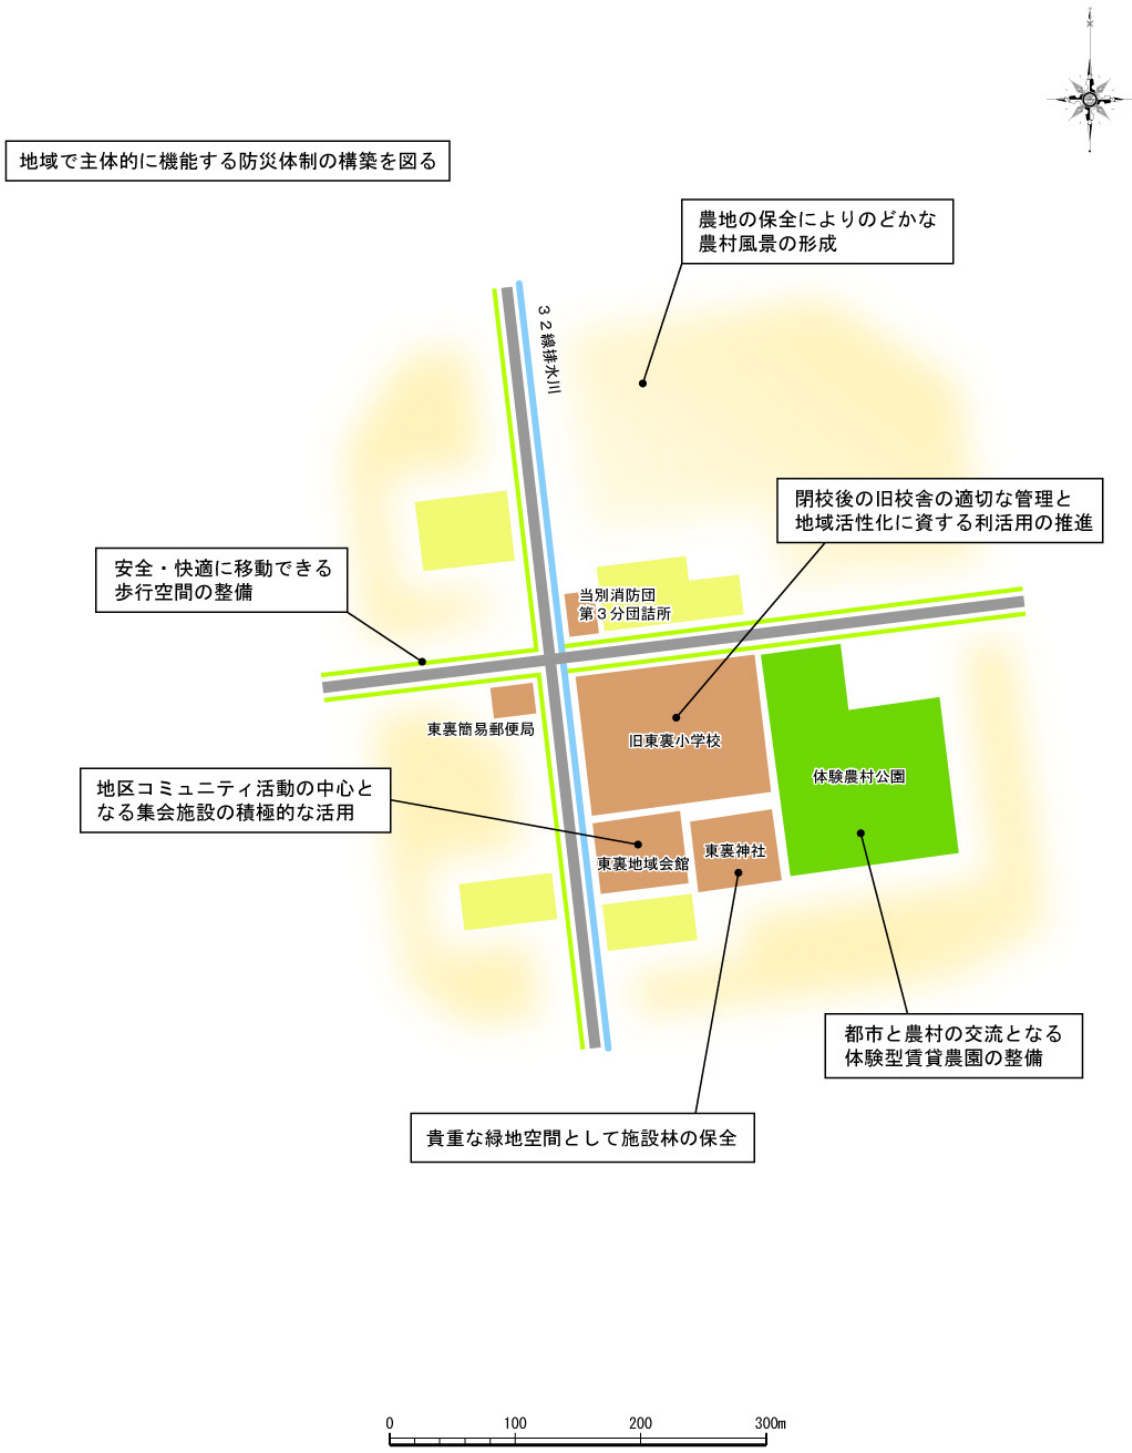 地域で主体的に機能する防災体制の構築を図る
農地の保全によりのどかな
農村風景の形成
32線排水川
閉校後の旧校舎の適切な管理と
地域活性化に資する利活用の推進
安全・快適に移動できる
歩行空間の整備
当別消防団
第3分団詰所
東裏簡易郵便局
旧東裏小学校
体験農村公園
地区コミュニティ活動の中心と
なる集会施設の積極的な活用
東裏地域会館
東裏神社
都市と農村の交流となる
体験型賃貸農園の整備
貴重な緑地空間として施設林の保全
0 100 200 300m